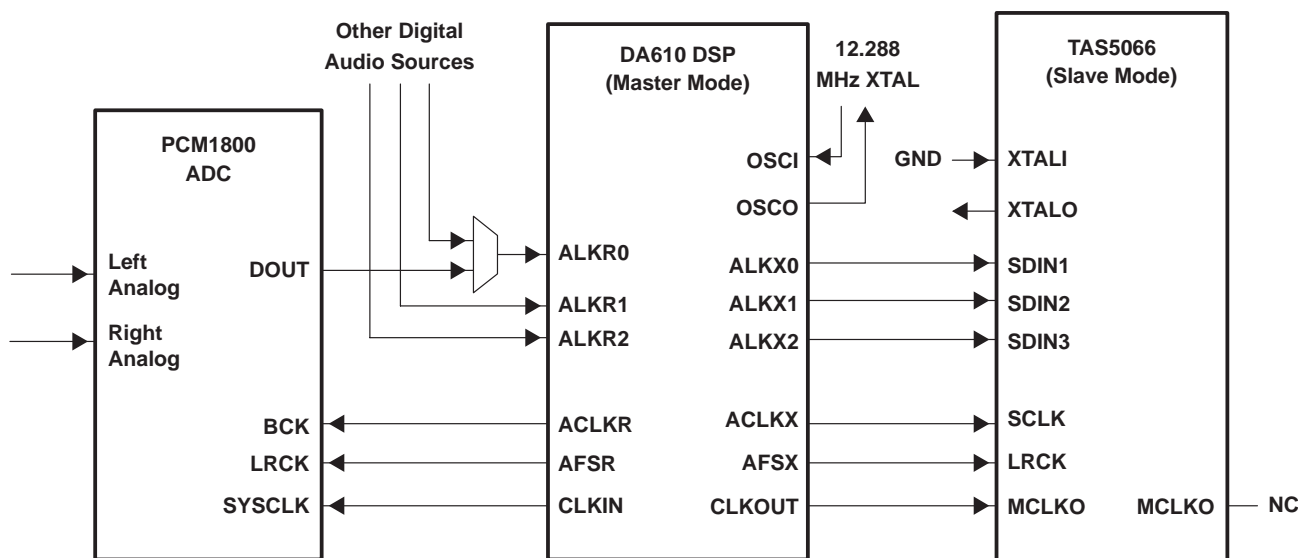 Other Digital
Audio Sources
DA610 DSP
(Master Mode)
12.288
MHz XTAL
TAS5066
(Slave Mode)
PCM1800
ADC
OSCI
GND
XTALI
OSCO
XTALO
Left
Analog
DOUT
ALKR0
ALKX0
SDIN1
ALKR1
ALKX1
SDIN2
Right
Analog
ALKR2
ALKX2
SDIN3
BCK
ACLKR
ACLKX
SCLK
LRCK
AFSR
AFSX
LRCK
SYSCLK
CLKIN
CLKOUT
MCLKO
MCLKO
NC